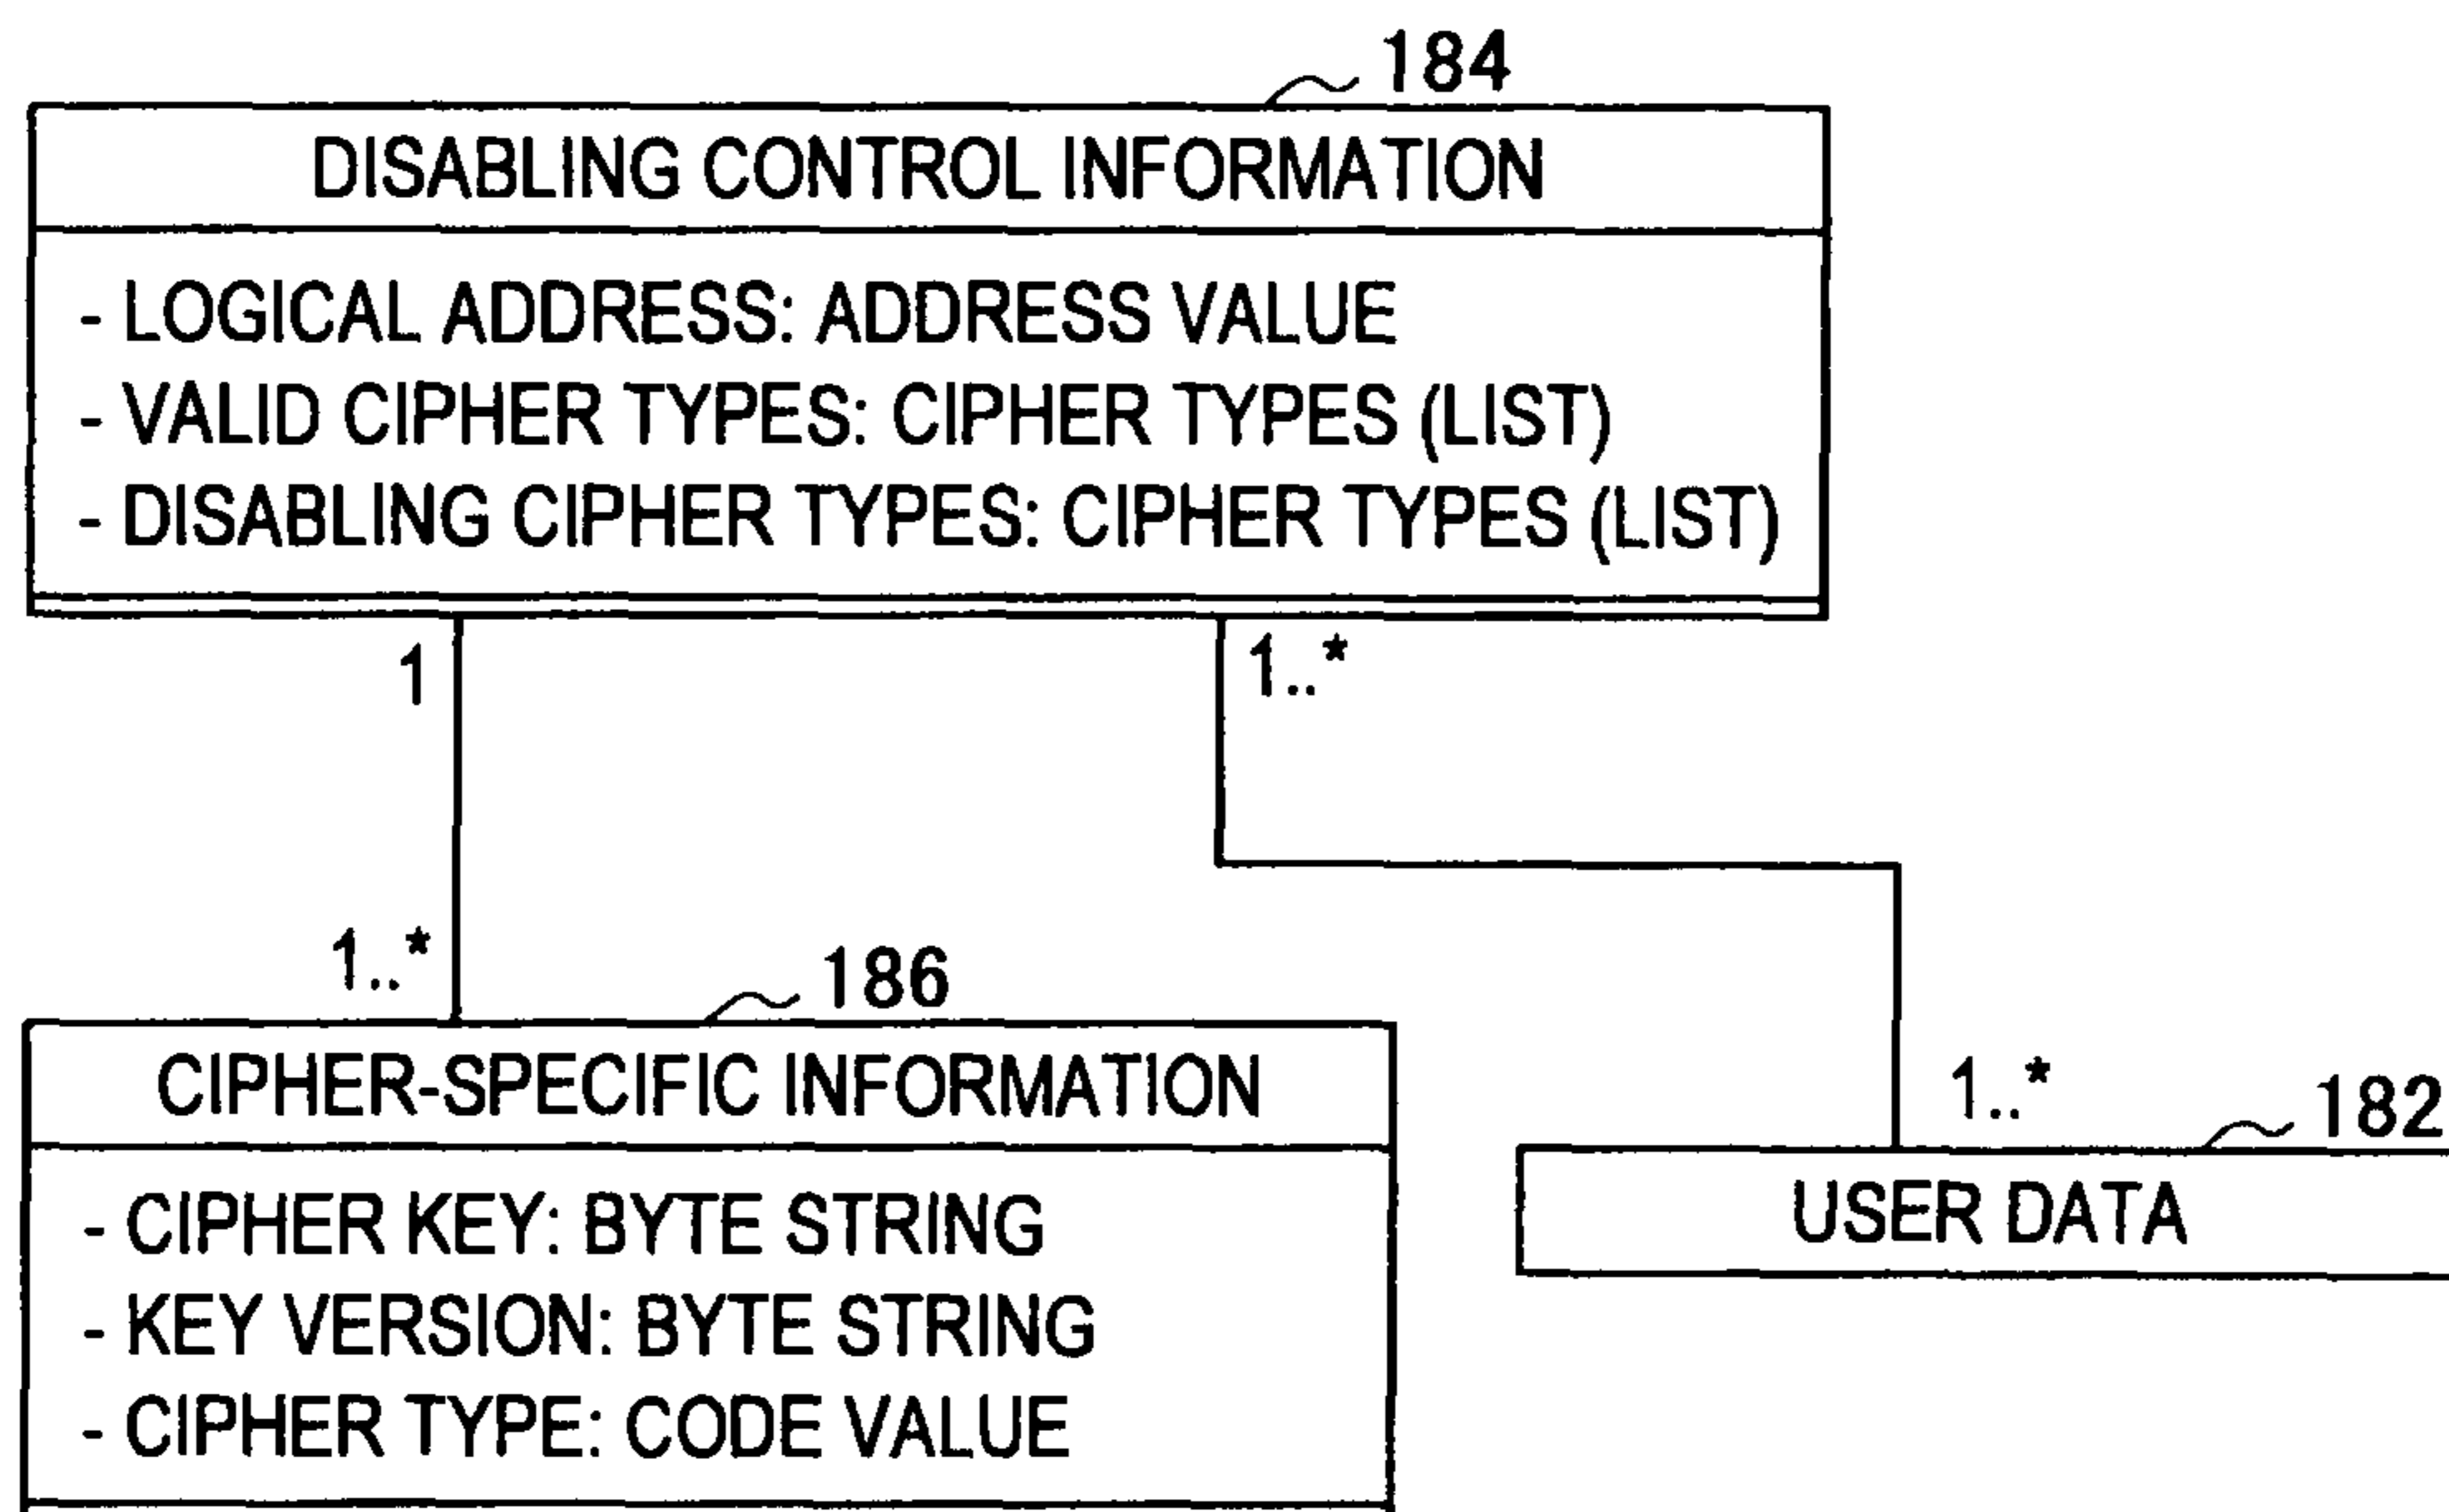 184
DISABLING CONTROL INFORMATION
- LOGICAL ADDRESS: ADDRESS VALUE
- VALID CIPHER TYPES: CIPHER TYPES (LIST)
- DISABLING CIPHER TYPES: CIPHER TYPES (LIST)
1
1..*
1..*
186
CIPHER-SPECIFIC INFORMATION
- CIPHER KEY: BYTE STRING
- KEY VERSION: BYTE STRING
- CIPHER TYPE: CODE VALUE
1..*
182
USER DATA